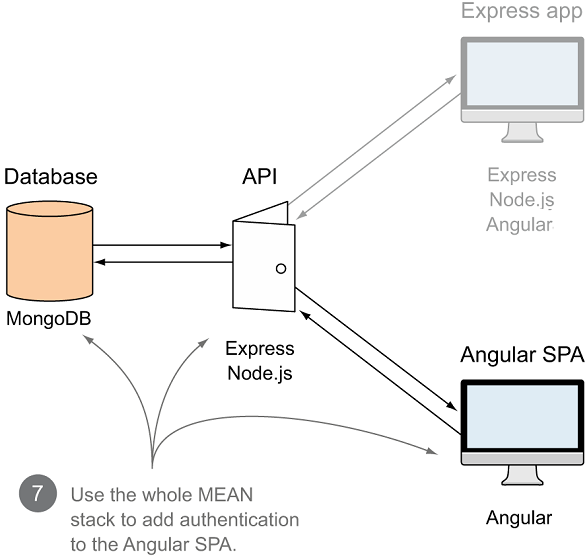 Express app
Express
Node.js
Angular
Database
API
MongoDB
Express
Node.js
Angular SPA
Angular
7
Use the whole MEAN
stack to add authentication
to the Angular SPA.